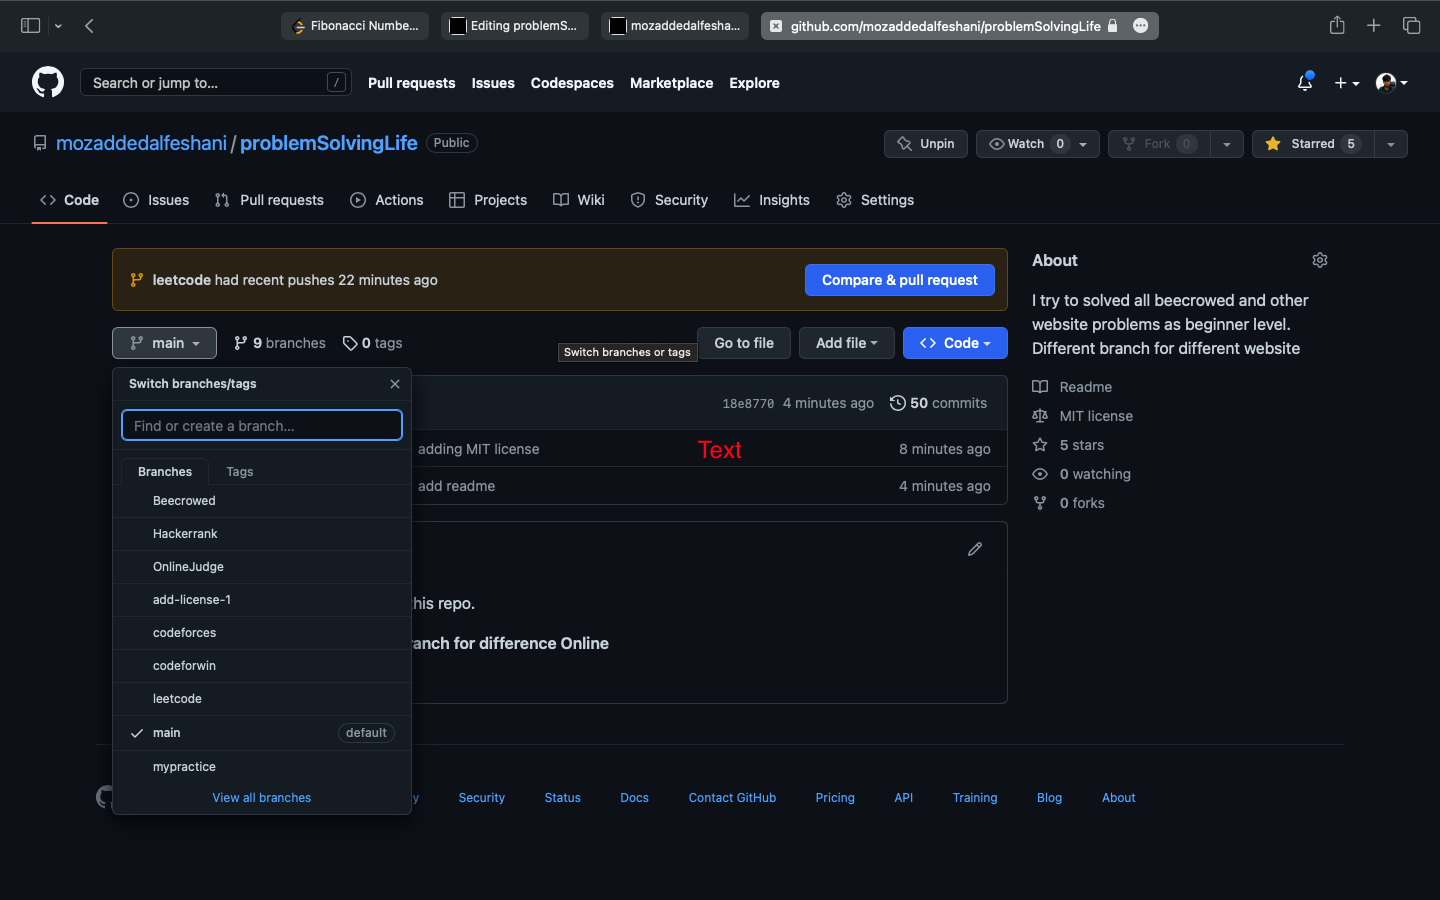 Fibonacci Numbe...
Editing problemS...
mozaddedalfesha...
github.com/mozaddedalfeshani/problemSolvingLife
Search or jump to...
/
Pull requests
Issues
Codespaces
Marketplace
Explore
mozaddedalfeshani / problemSolvingLife
Public
Unpin
Watch 0
Fork 0
Starred 5
Code
Issues
Pull requests
Actions
Projects
Wiki
Security
Insights
Settings
leetcode had recent pushes 22 minutes ago
Compare & pull request
About
I try to solved all beecrowed and other
website problems as beginner level.
Different branch for different website
main
9 branches
0 tags
Switch branches or tags
Go to file
Add file
Code
Switch branches/tags
Find or create a branch...
Branches
Tags
Beecrowed
Hackerrank
OnlineJudge
add-license-1
codeforces
codeforwin
leetcode
main
default
mypractice
View all branches
18e8770 4 minutes ago
50 commits
adding MIT license
Text
8 minutes ago
add readme
4 minutes ago
this repo.
ranch for difference Online
Readme
MIT license
5 stars
0 watching
0 forks
y
Security
Status
Docs
Contact GitHub
Pricing
API
Training
Blog
About